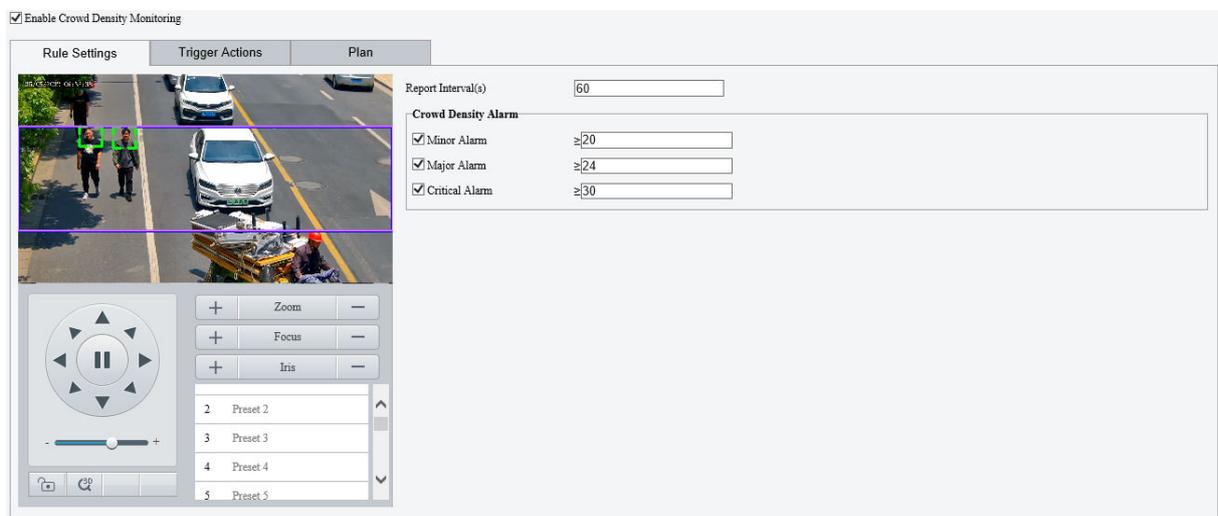 Enable Crowd Density Monitoring
Rule Settings
Trigger Actions
Plan
Report Interval(s) 60
Crowd Density Alarm
Minor Alarm ≥20
Major Alarm ≥24
Critical Alarm ≥30
+ Zoom −
+ Focus −
+ Iris −
2 Preset 2
3 Preset 3
4 Preset 4
5 Preset 5
- +
3D